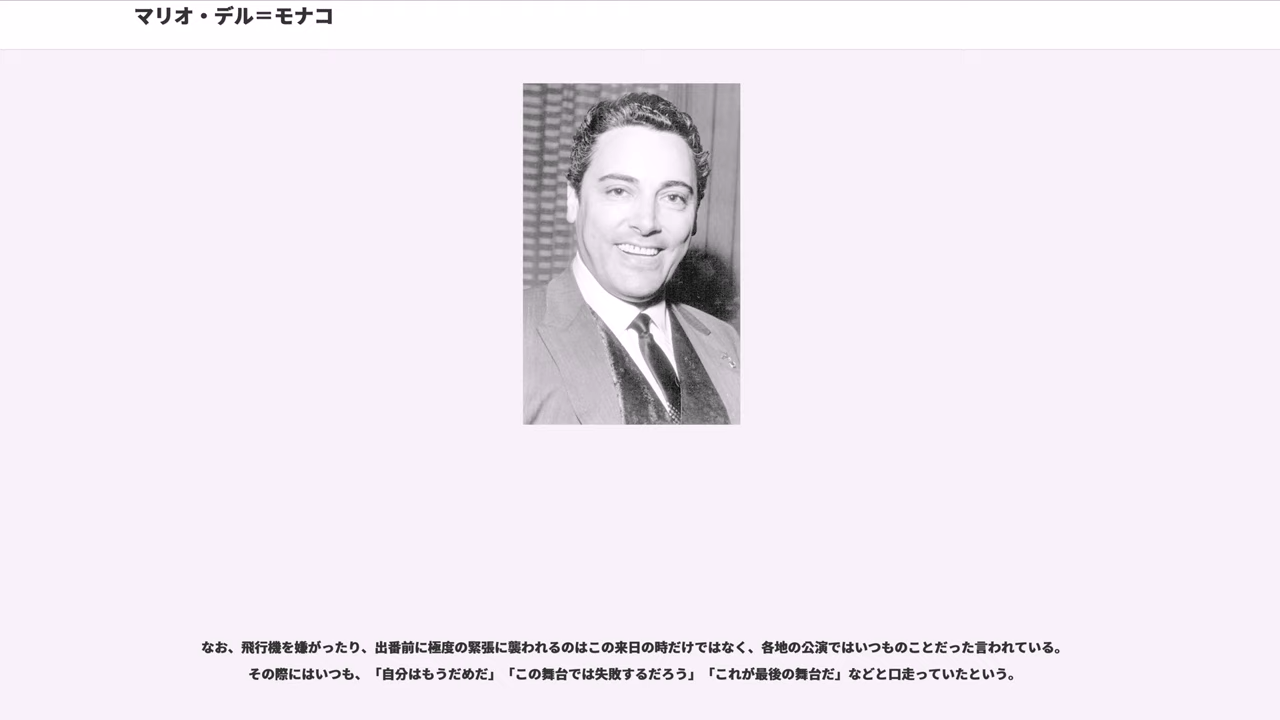 マリオ・デル＝モナコ
なお、飛行機を嫌がったり、出番前に極度の緊張に襲われるのはこの来日の時だけではなく、各地の公演ではいつものことだった言われている。
その際にはいつも、「自分はもうだめだ」「この舞台では失敗するだろう」「これが最後の舞台だ」などと口走っていたという。